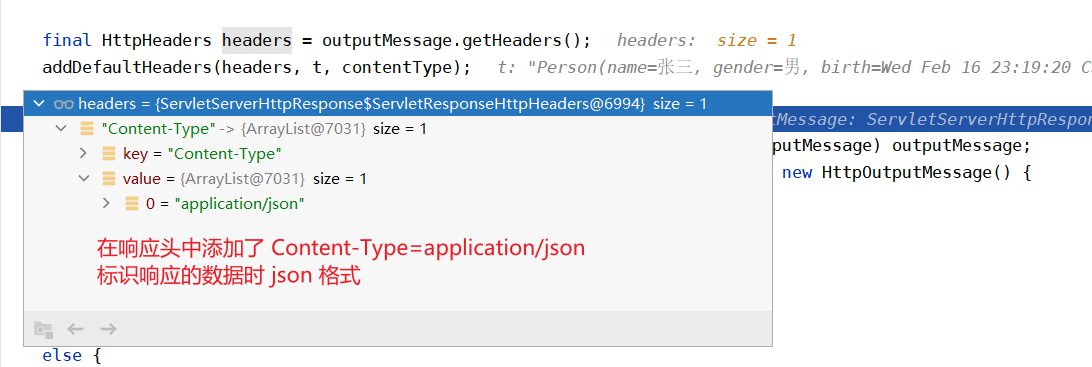 final HttpHeaders headers = outputMessage.getHeaders();   headers:  size = 1
addDefaultHeaders(headers, t, contentType);   t: "Person(name=张三, gender=男, birth=Wed Feb 16 23:19:20 C
headers = {ServletServerHttpResponse$ServletResponseHttpHeaders@6994}  size = 1
"Content-Type" -> {ArrayList@7031}  size = 1
tMessage: ServletServerHttpRespon
key = "Content-Type"
putMessage) outputMessage;
value = {ArrayList@7031}  size = 1
new HttpOutputMessage() {
0 = "application/json"
在响应头中添加了 Content-Type=application/json
标识响应的数据时 json 格式
else {